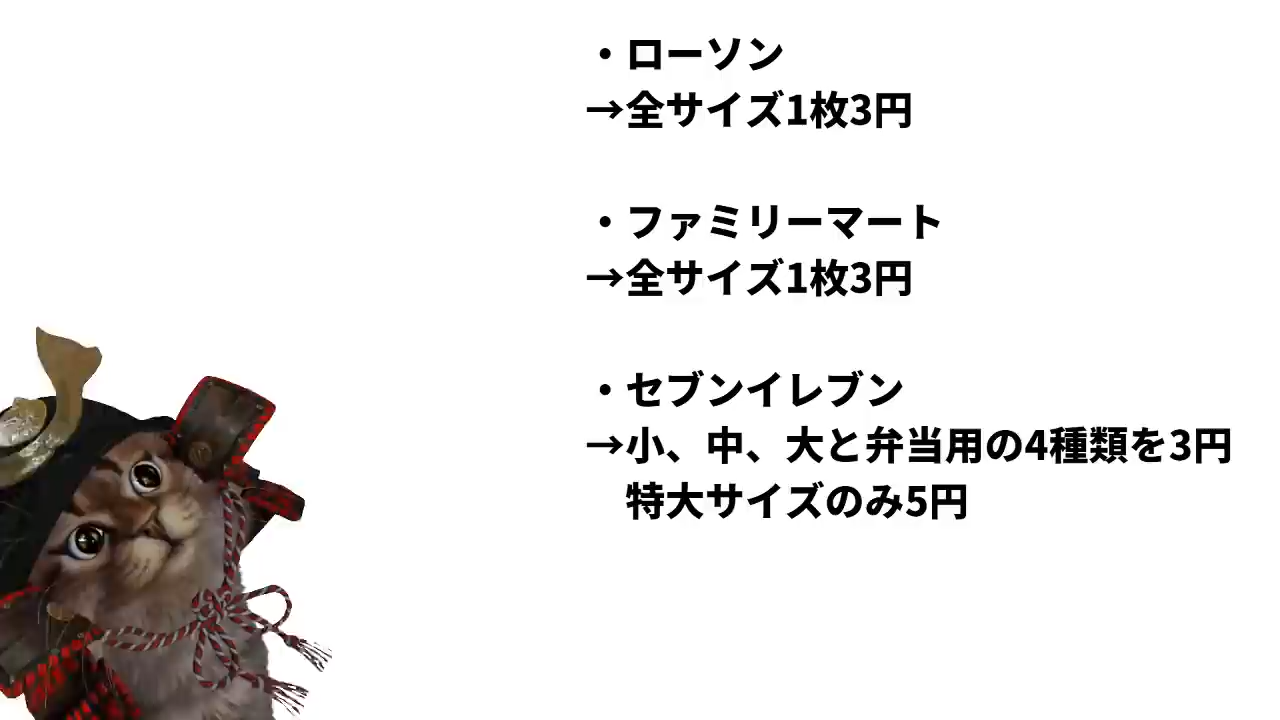 ・ローソン
→全サイズ1枚3円
・ファミリーマート
→全サイズ1枚3円
・セブンイレブン
→小、中、大と弁当用の4種類を3円
特大サイズのみ5円